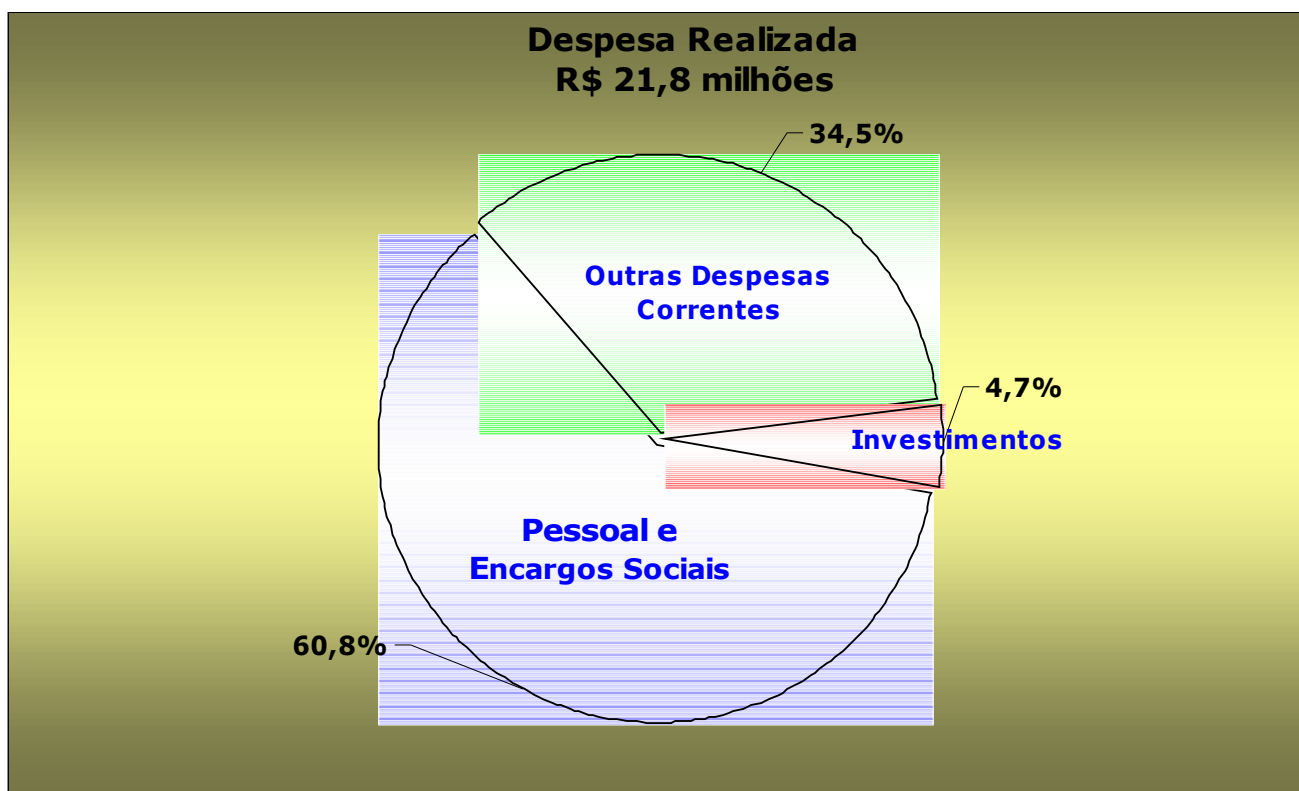 Despesa Realizada
R$ 21,8 milhões
34,5%
Outras Despesas
Correntes
4,7%
Investimentos
Pessoal e
Encargos Sociais
60,8%